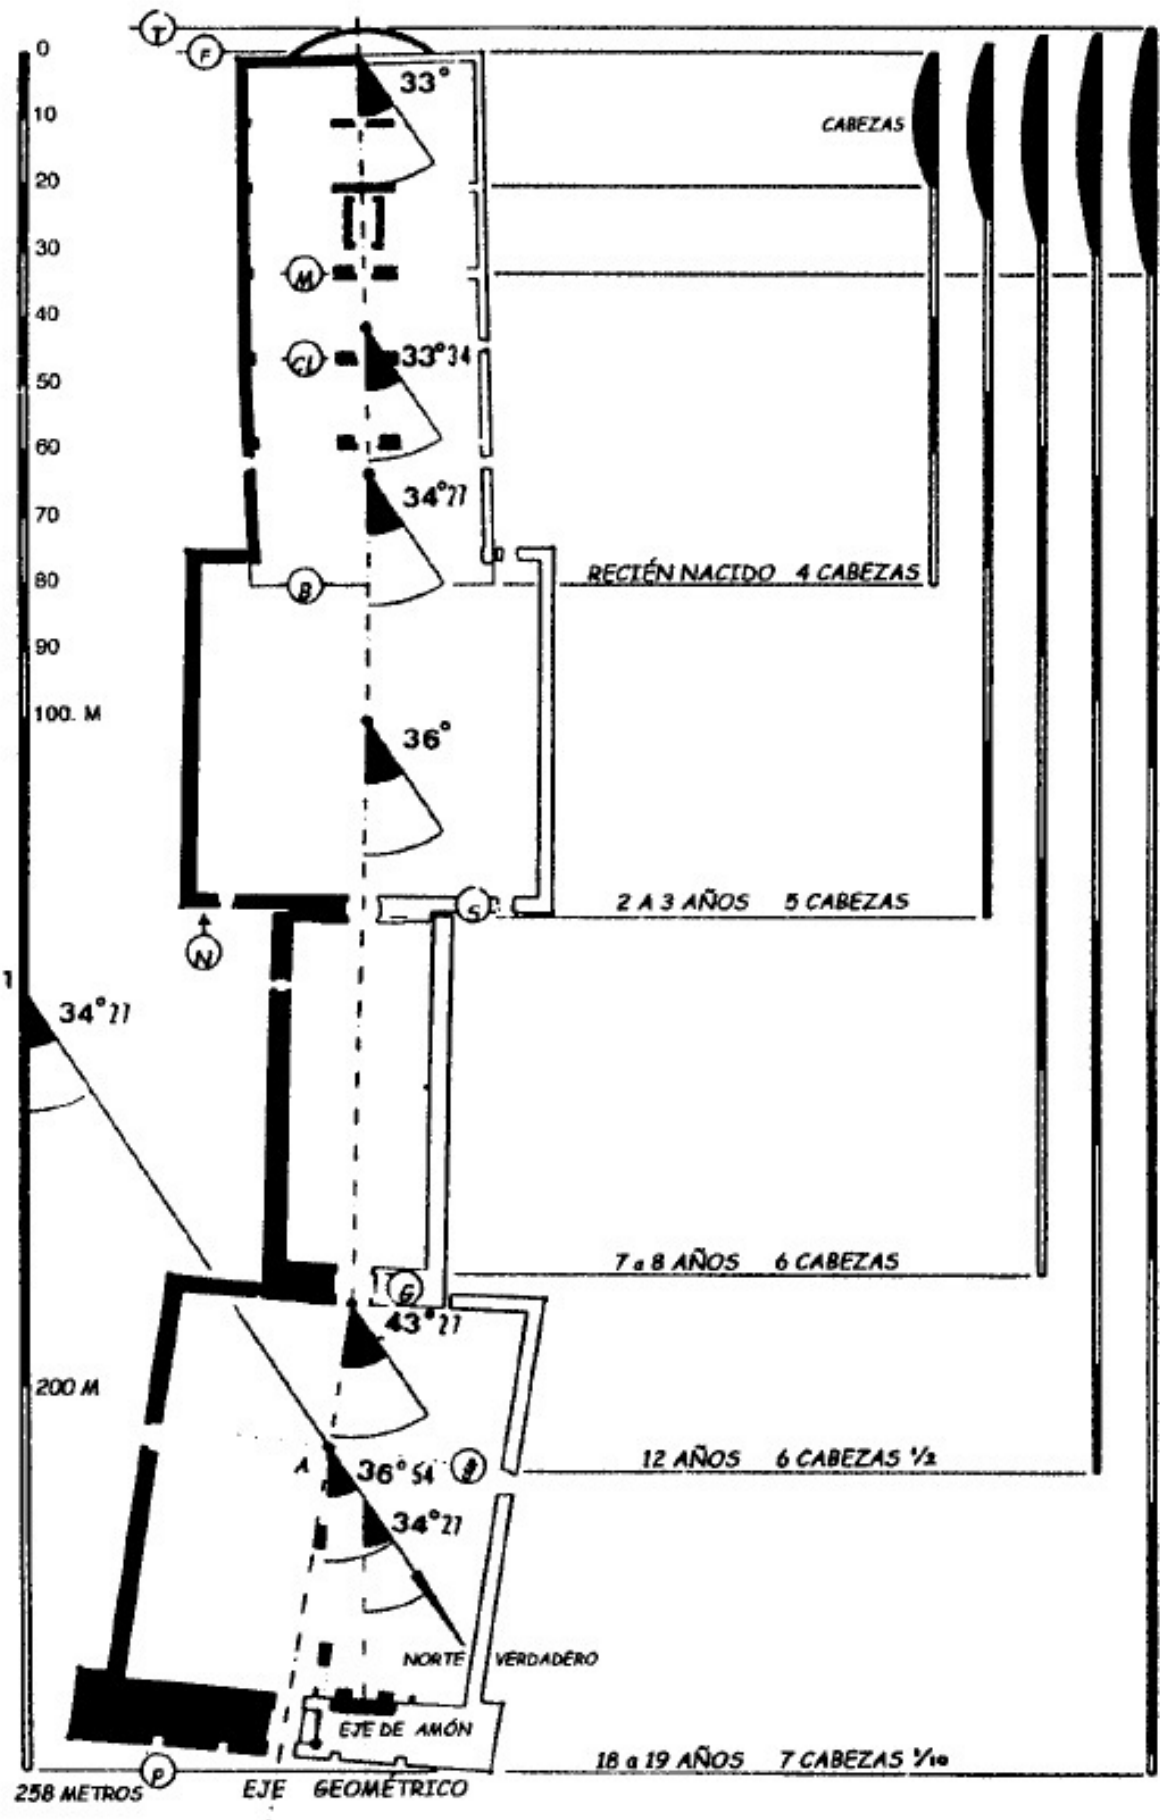 T
F
0
33°
10
CABEZAS
20
30
M
40
CL
33°34
50
60
34°27
70
80
B
RECIÉN NACIDO 4 CABEZAS
90
100. M
36°
2 A 3 AÑOS 5 CABEZAS
S
N
1
34°27
7 a 8 AÑOS 6 CABEZAS
G
43°27
200 M
12 AÑOS 6 CABEZAS 1/2
A
36°54
34°27
NORTE VERDADERO
EJE DE AMÓN
18 a 19 AÑOS 7 CABEZAS 1/10
258 METROS
P
EJE GEOMÉTRICO